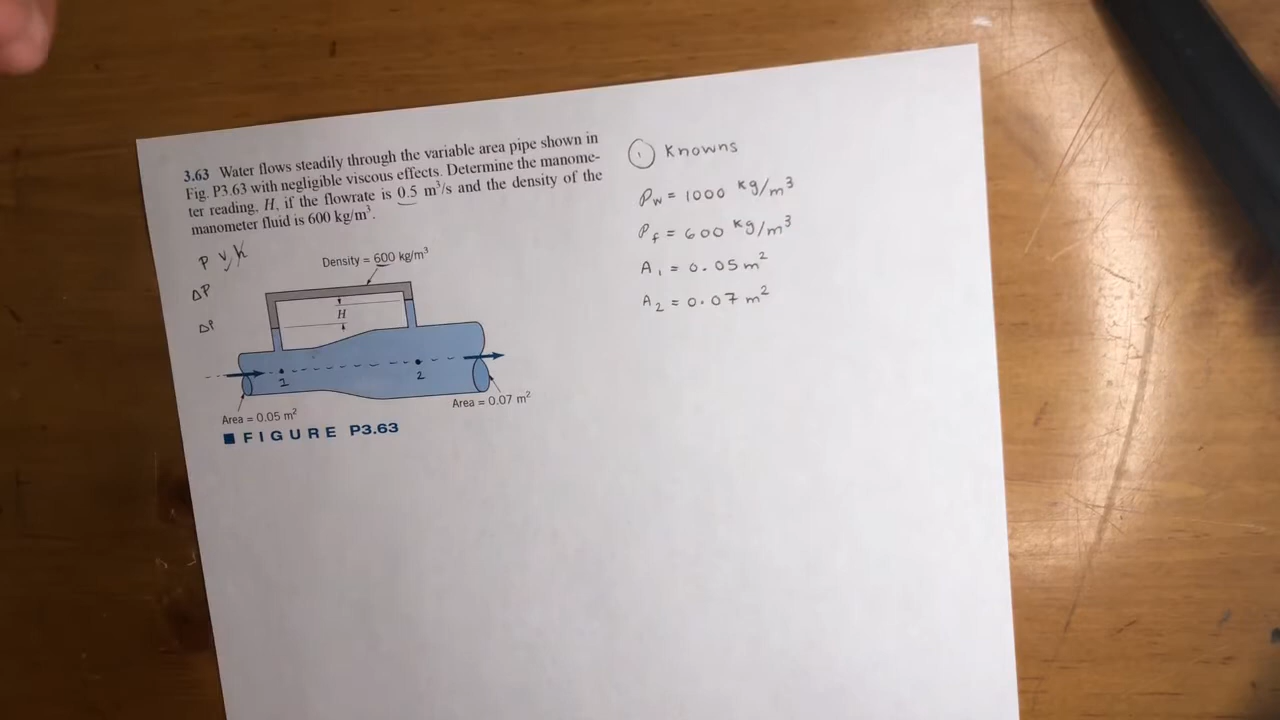 3.63 Water flows steadily through the variable area pipe shown in
Fig. P3.63 with negligible viscous effects. Determine the manome-
ter reading, H, if the flowrate is 0.5 m³/s and the density of the
manometer fluid is 600 kg/m³.
P
ΔP
ΔP
Density = 600 kg/m³
H
1
2
Area = 0.05 m²
Area = 0.07 m²
■ FIGURE P3.63
① Knowns
ρw = 1000 kg/m³
ρf = 600 kg/m³
A₁ = 0.05 m²
A₂ = 0.07 m²